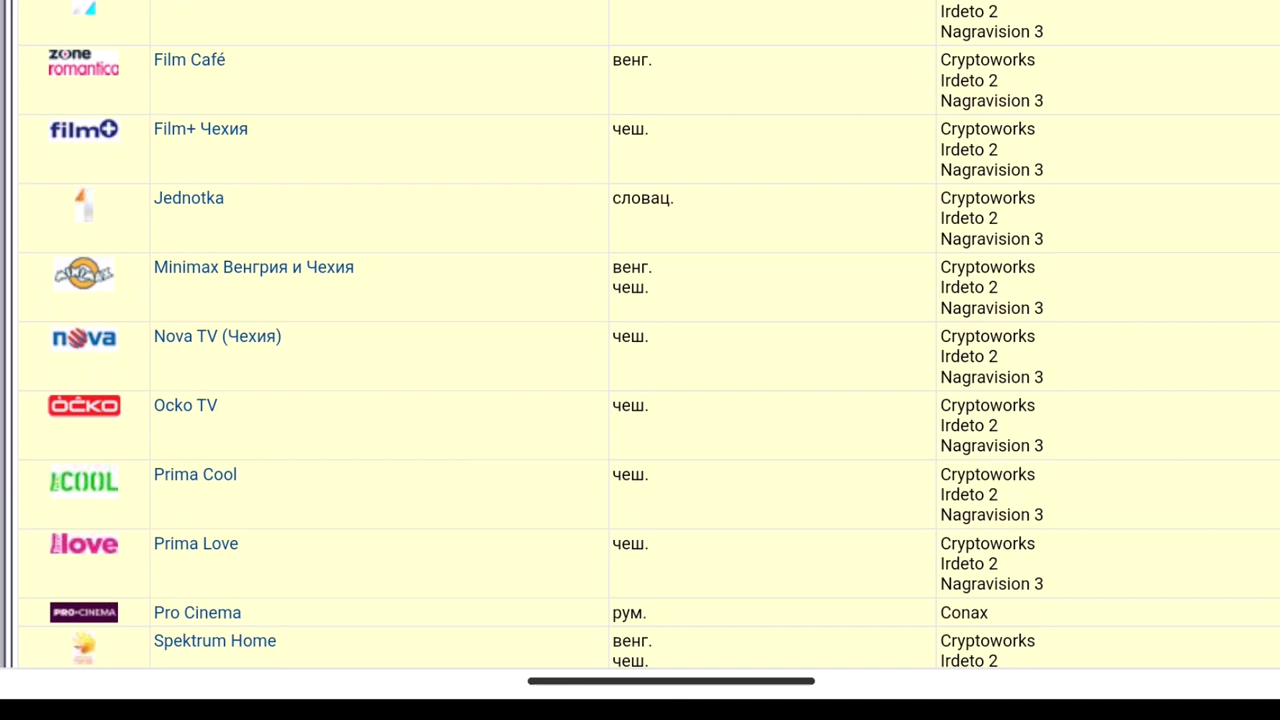 Irdeto 2
Nagravision 3
zone
romantica
Film Café
венг.
Cryptoworks
Irdeto 2
Nagravision 3
film+
Film+ Чехия
чеш.
Cryptoworks
Irdeto 2
Nagravision 3
Jednotka
словац.
Cryptoworks
Irdeto 2
Nagravision 3
Minimax Венгрия и Чехия
венг.
чеш.
Cryptoworks
Irdeto 2
Nagravision 3
nova
Nova TV (Чехия)
чеш.
Cryptoworks
Irdeto 2
Nagravision 3
ÓČKO
Ocko TV
чеш.
Cryptoworks
Irdeto 2
Nagravision 3
COOL
Prima Cool
чеш.
Cryptoworks
Irdeto 2
Nagravision 3
love
Prima Love
чеш.
Cryptoworks
Irdeto 2
Nagravision 3
PRO•CINEMA
Pro Cinema
рум.
Conax
Spektrum Home
венг.
чеш.
Cryptoworks
Irdeto 2